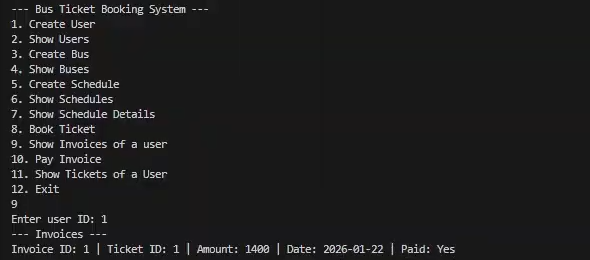 --- Bus Ticket Booking System ---
1. Create User
2. Show Users
3. Create Bus
4. Show Buses
5. Create Schedule
6. Show Schedules
7. Show Schedule Details
8. Book Ticket
9. Show Invoices of a user
10. Pay Invoice
11. Show Tickets of a User
12. Exit
9
Enter user ID: 1
--- Invoices ---
Invoice ID: 1 | Ticket ID: 1 | Amount: 1400 | Date: 2026-01-22 | Paid: Yes